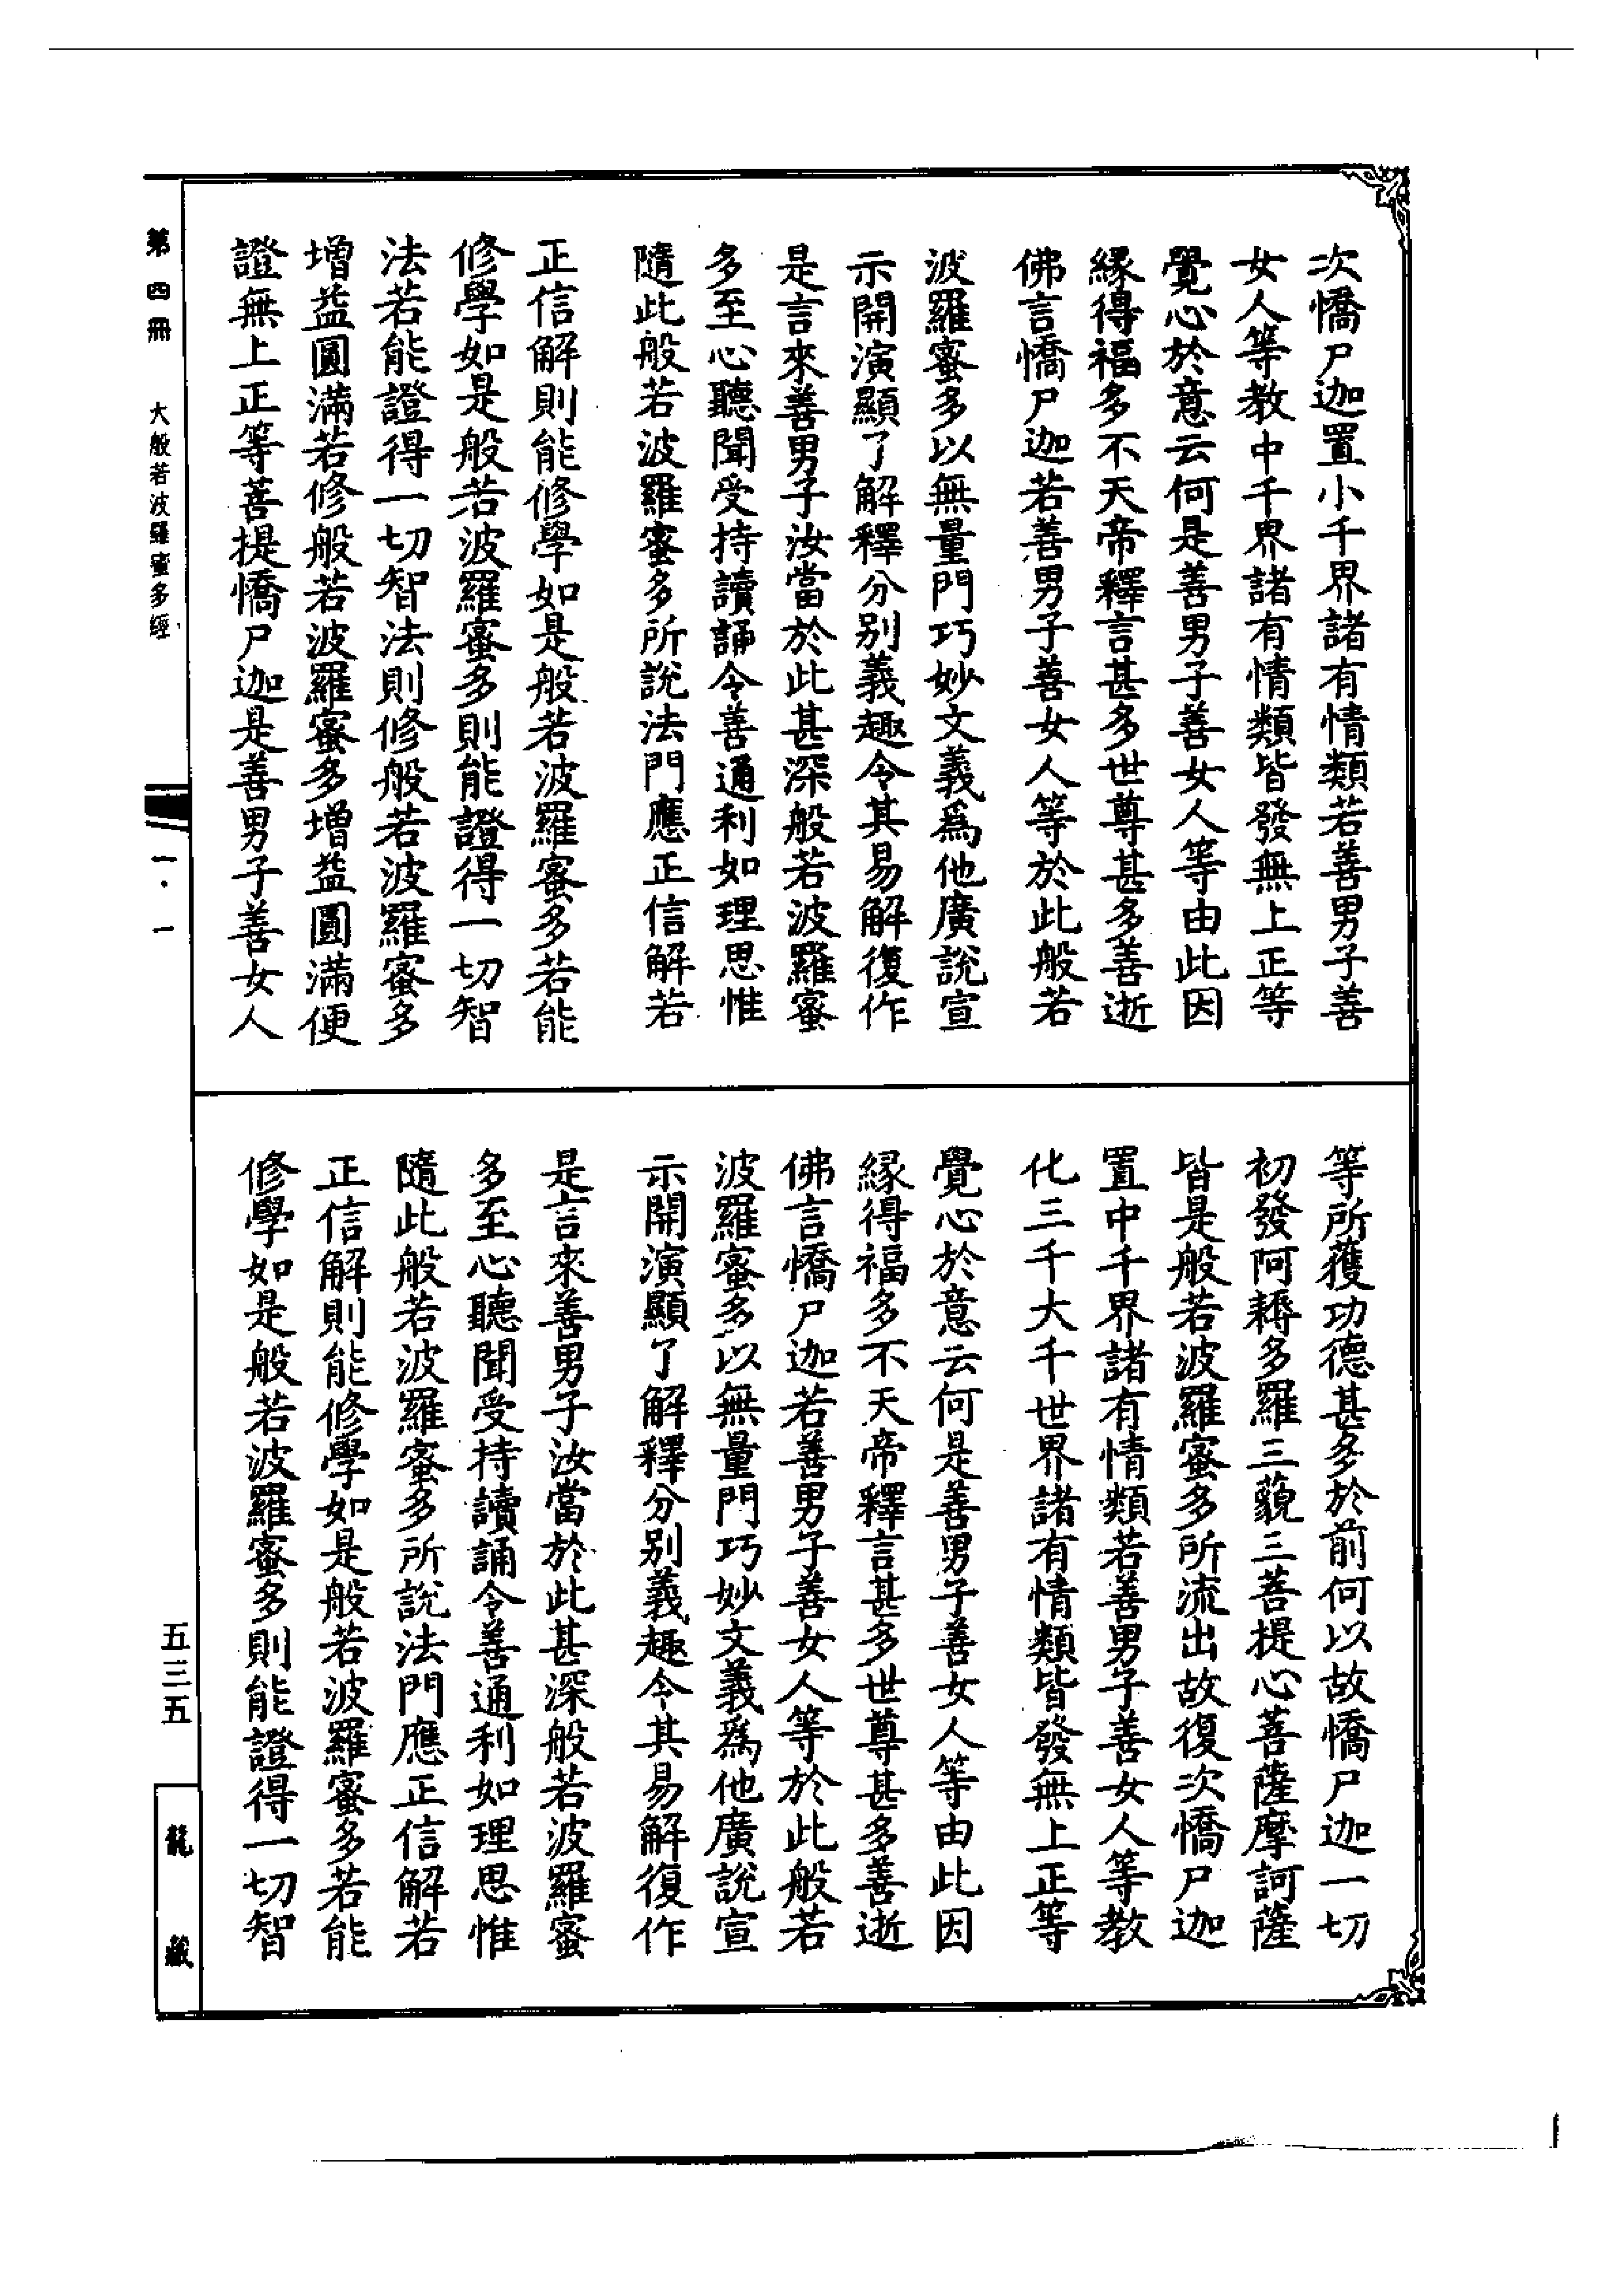 次憍尸迦置小千界諸有情類若善男子善
女人等教中千界諸有情類皆發無上正等
覺心於意云何是善男子善女人等由此因
緣得福多不天帝釋言甚多世尊甚多善逝
佛言憍尸迦若善男子善女人等於此般若
波羅蜜多以無量門巧妙文義爲他廣說宣
示開演顯了解釋分别義趣令其易解復作
是言來善男子汝當於此甚深般若波羅蜜
多至心聽聞受持讀誦令善通利如理思惟
隨此般若波羅蜜多所說法門應正信解若
正信解則能修學如是般若波羅蜜多若能
修學如是般若波羅蜜多則能證得一切智
法若能證得一切智法則修般若波羅蜜多
增益圓滿若修般若波羅蜜多增益圓滿便
證無上正等菩提憍尸迦是善男子善女人
等所獲功德甚多於前何以故憍尸迦一切
初發阿耨多羅三藐三菩提心菩薩摩訶薩
皆是般若波羅蜜多所流出故復次憍尸迦
置中千界諸有情類若善男子善女人等教
化三千大千世界諸有情類皆發無上正等
覺心於意云何是善男子善女人等由此因
緣得福多不天帝釋言甚多世尊甚多善逝
佛言憍尸迦若善男子善女人等於此般若
波羅蜜多以無量門巧妙文義爲他廣說宣
示開演顯了解釋分别義趣令其易解復作
是言來善男子汝當於此甚深般若波羅蜜
多至心聽聞受持讀誦令善通利如理思惟
隨此般若波羅蜜多所說法門應正信解若
正信解則能修學如是般若波羅蜜多若能
修學如是般若波羅蜜多則能證得一切智
第四冊 大般若波羅蜜多經 一·一
五三五
龍藏